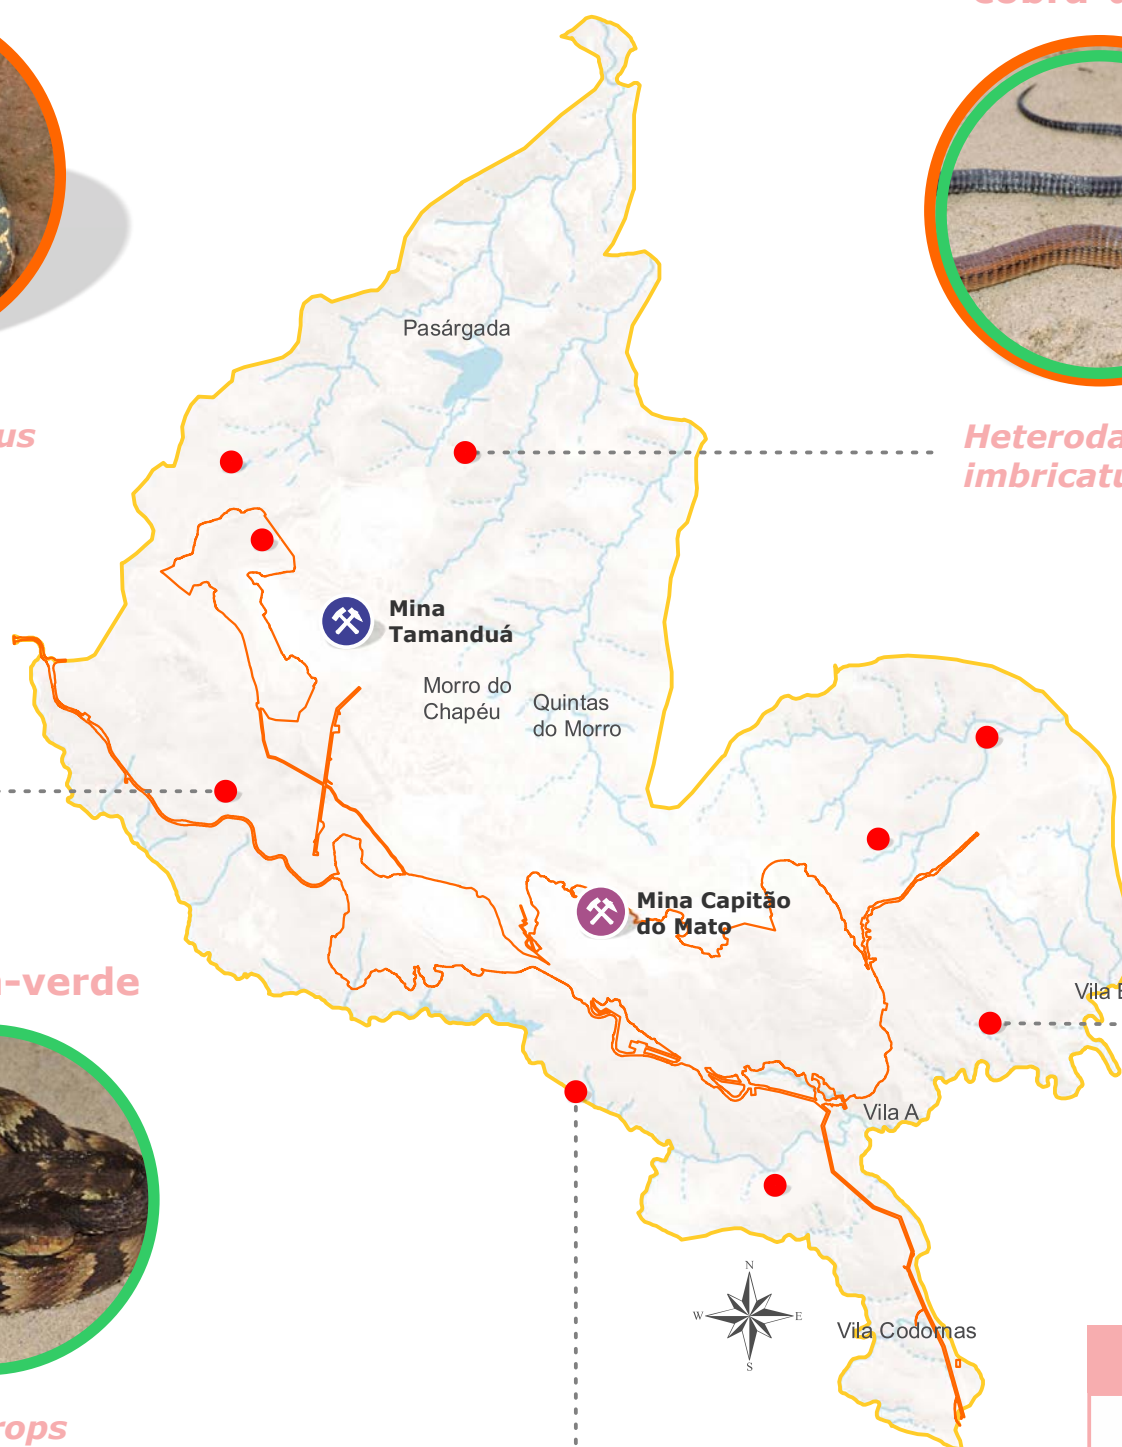 Pasárgada
us
Heteroda
imbricatu
Mina
Tamanduá
Morro do
Chapéu
Quintas
do Morro
Mina Capitão
do Mato
-verde
Vila E
Vila A
N
W
E
S
Vila Codornas
rops